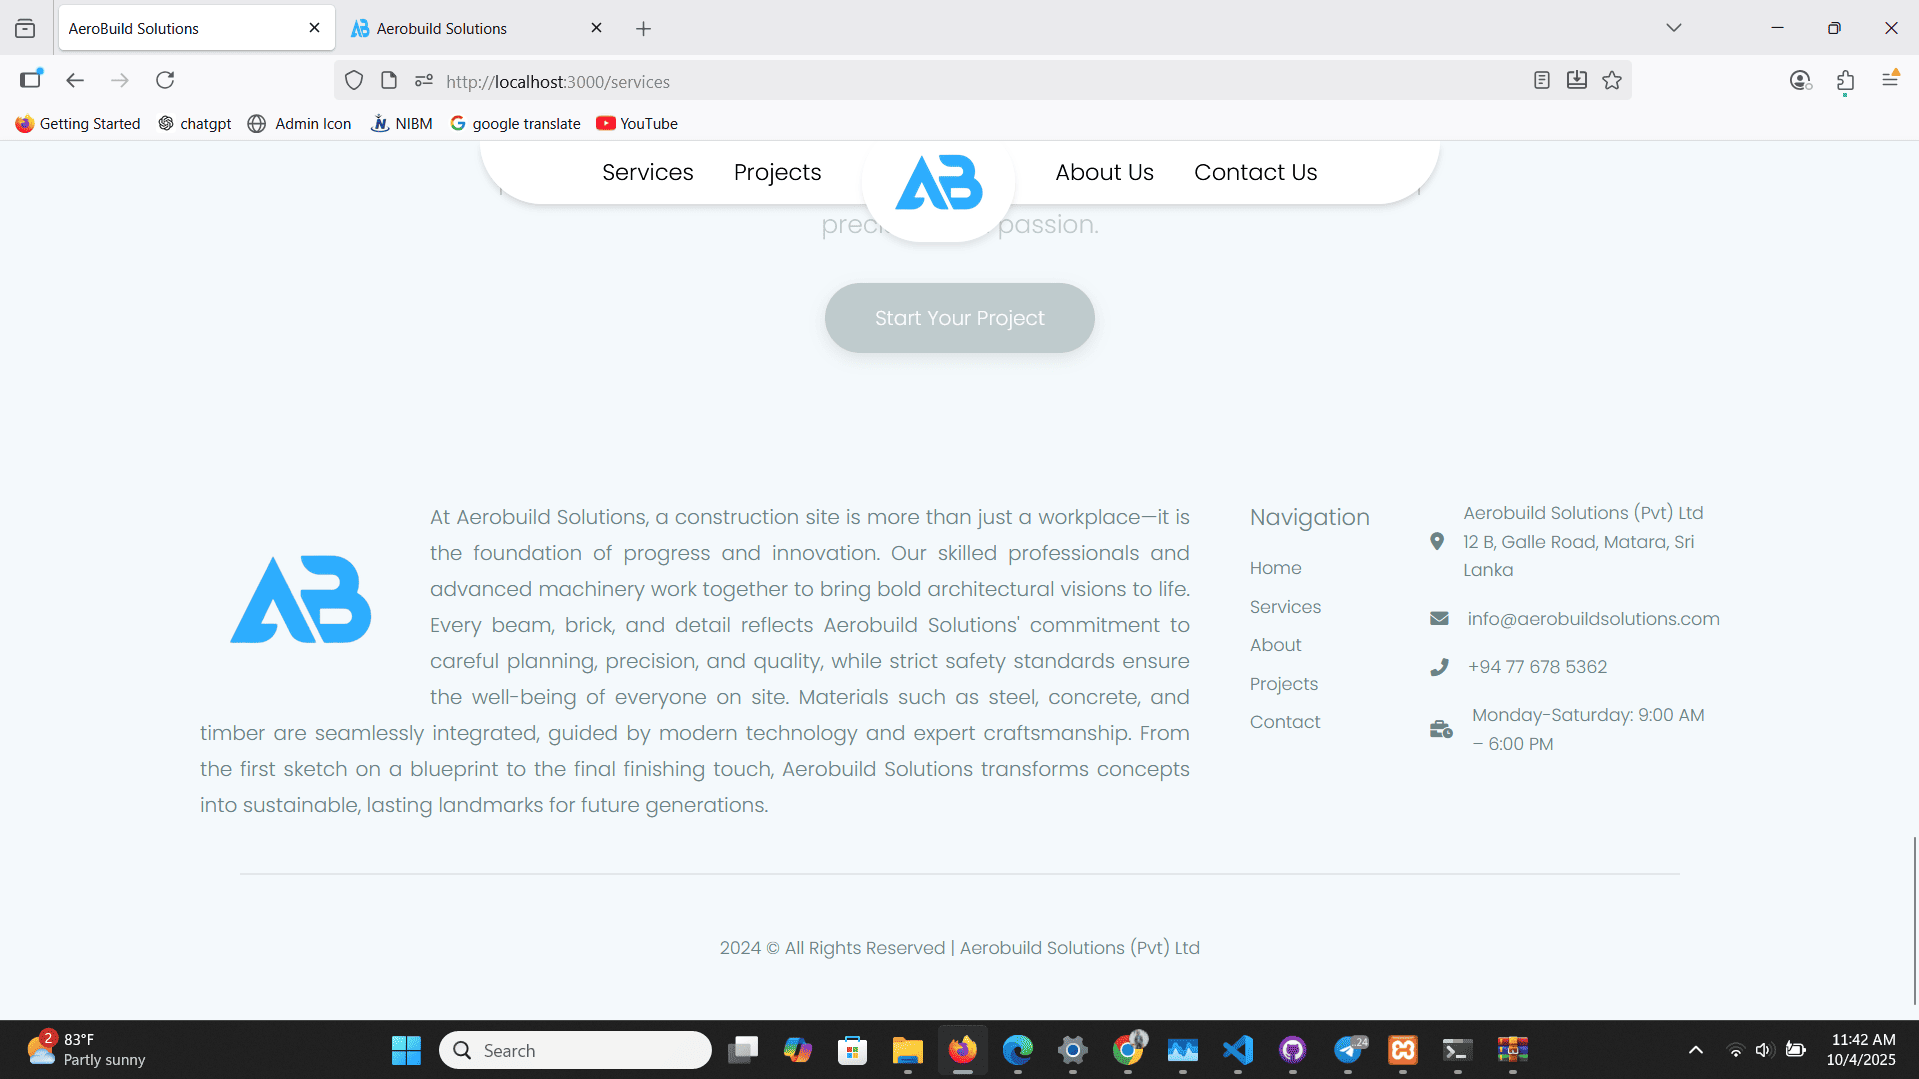 AeroBuild Solutions
Aerobuild Solutions
http://localhost:3000/services
Getting Started
chatgpt
Admin Icon
NIBM
google translate
YouTube
Services
Projects
AB
About Us
Contact Us
passion.
Start Your Project
AB
At Aerobuild Solutions, a construction site is more than just a workplace—it is
the foundation of progress and innovation. Our skilled professionals and
advanced machinery work together to bring bold architectural visions to life.
Every beam, brick, and detail reflects Aerobuild Solutions' commitment to
careful planning, precision, and quality, while strict safety standards ensure
the well-being of everyone on site. Materials such as steel, concrete, and
timber are seamlessly integrated, guided by modern technology and expert craftsmanship. From
the first sketch on a blueprint to the final finishing touch, Aerobuild Solutions transforms concepts
into sustainable, lasting landmarks for future generations.
Navigation
Home
Services
About
Projects
Contact
Aerobuild Solutions (Pvt) Ltd
12 B, Galle Road, Matara, Sri
Lanka
info@aerobuildsolutions.com
+94 77 678 5362
Monday-Saturday: 9:00 AM
– 6:00 PM
2024 © All Rights Reserved | Aerobuild Solutions (Pvt) Ltd
2
83°F
Partly sunny
Search
24
11:42 AM
10/4/2025